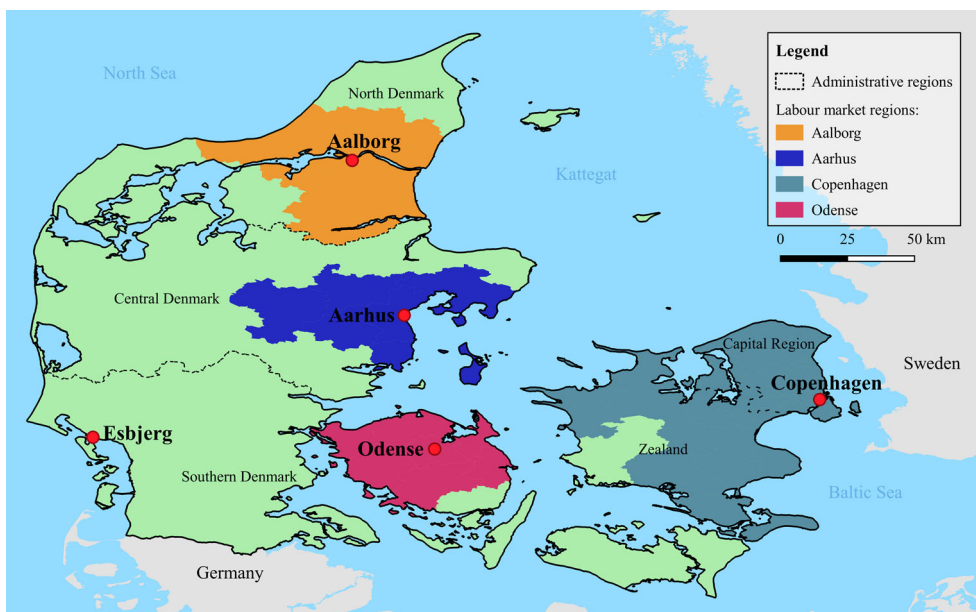 North Sea
North Denmark
Aalborg
Kattegat
Central Denmark
Aarhus
Capital Region
Copenhagen
Sweden
Esbjerg
Odense
Zealand
Southern Denmark
Baltic Sea
Germany
Legend
Administrative regions
Labour market regions:
Aalborg
Aarhus
Copenhagen
Odense
0 25 50 km